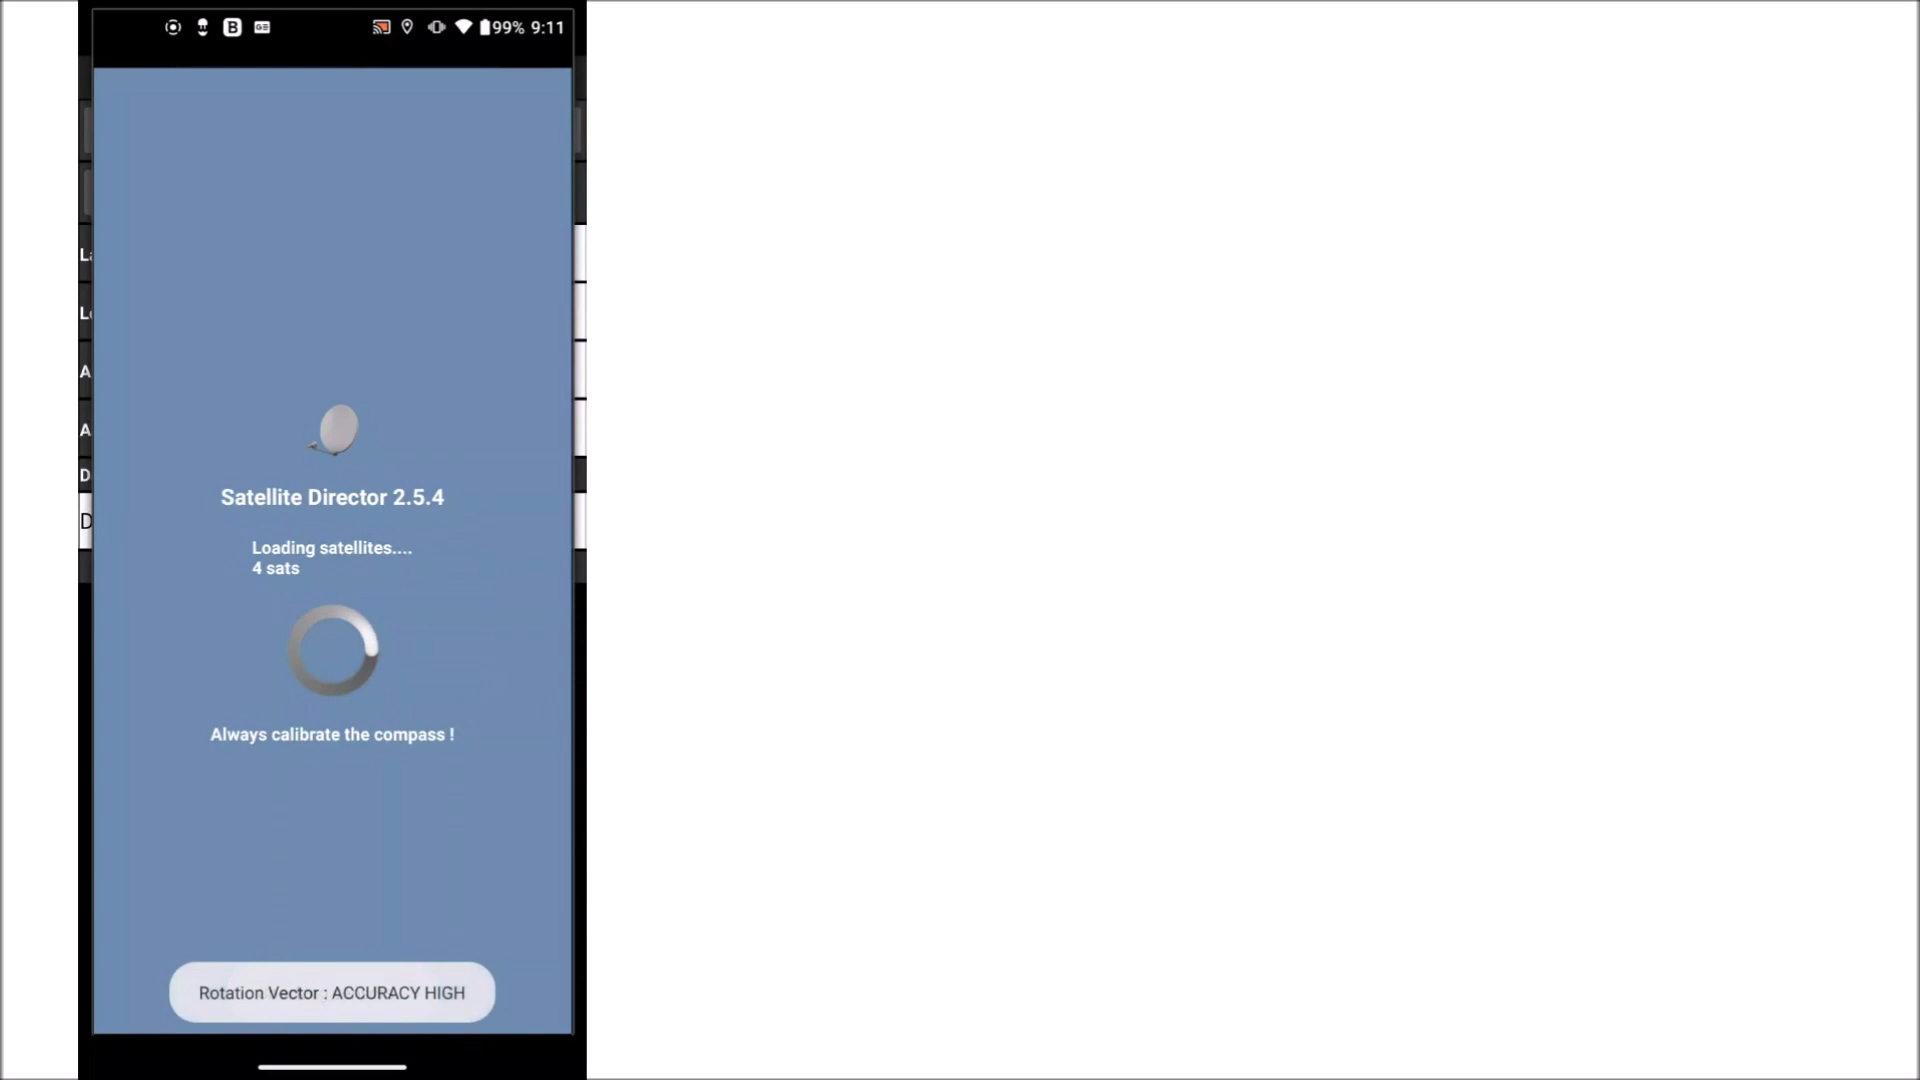 B GE 99% 9:11
Satellite Director 2.5.4
Loading satellites....
4 sats
Always calibrate the compass !
Rotation Vector : ACCURACY HIGH
L
L
A
A
D
D